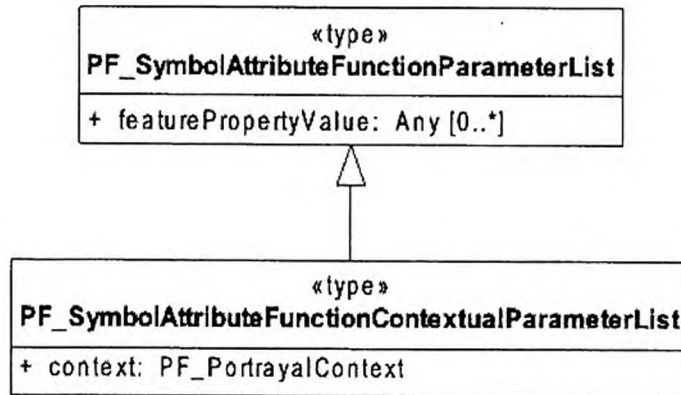 «type»
PF_SymbolAttributeFunctionParameterList
+ featurePropertyValue: Any [0..*]
«type»
PF_SymbolAttributeFunctionContextualParameterList
+ context: PF_PortrayalContext